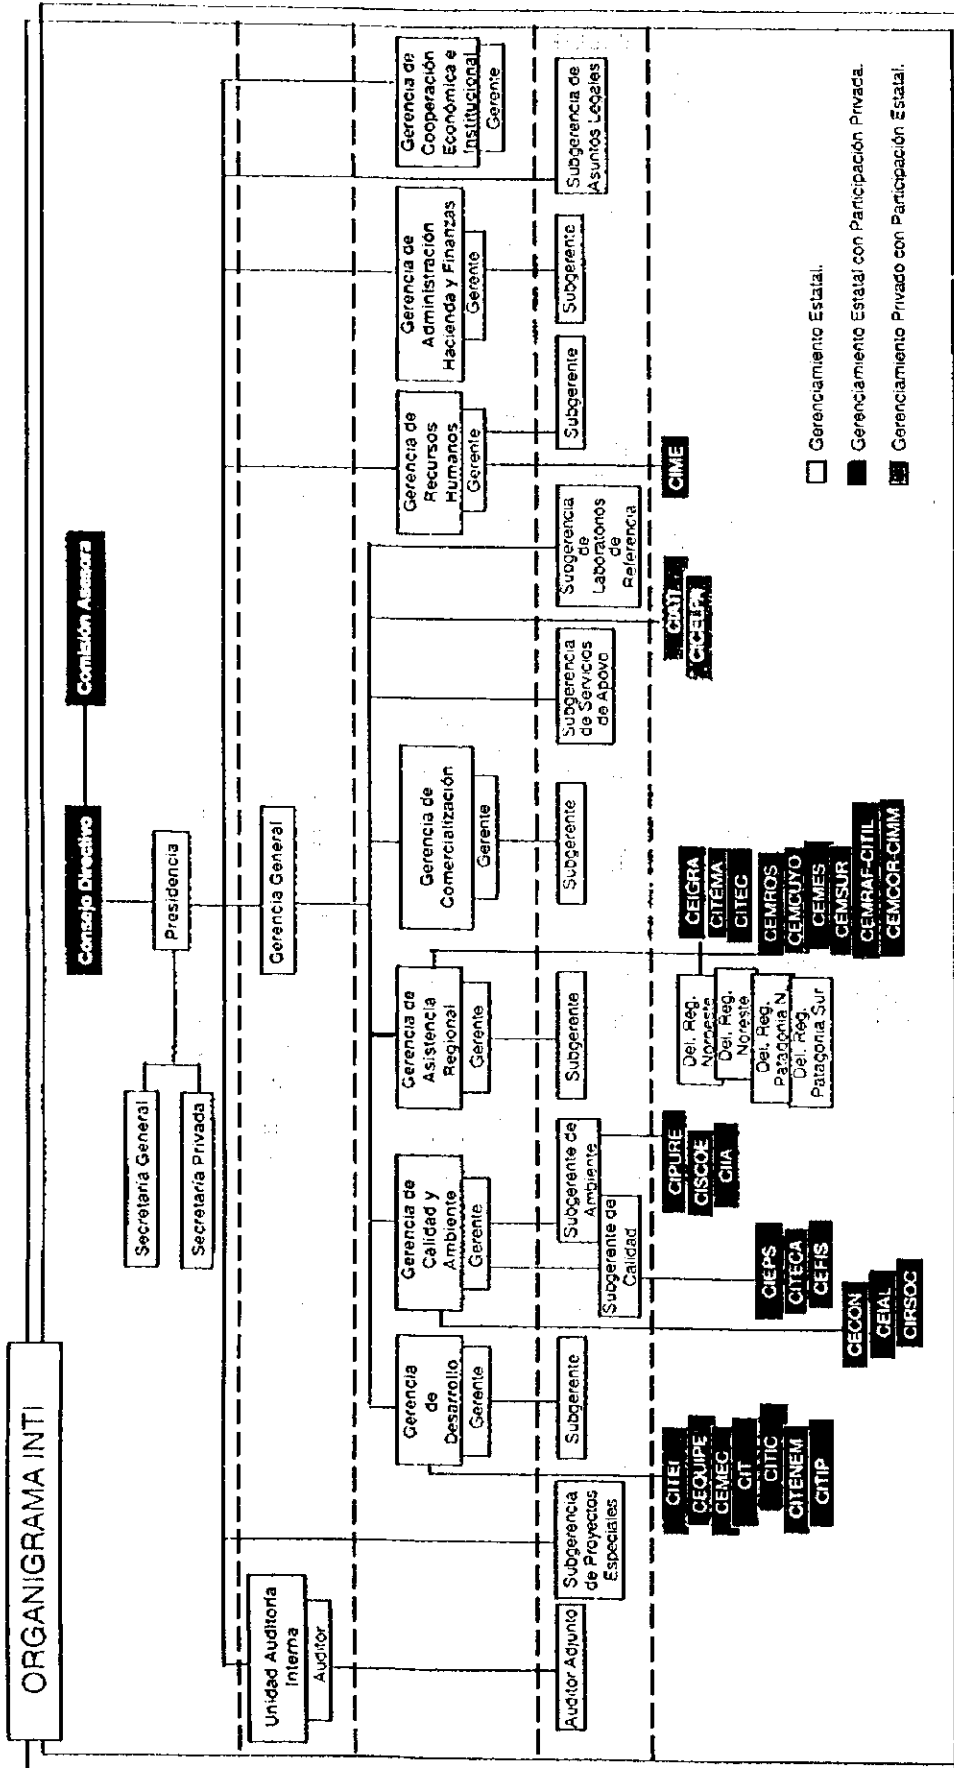 ORGANIGRAMA INTI
Consejo Directivo
Comisión Asesora
Presidencia
Secretaría General
Secretaría Privada
Gerencia General
Unidad Auditoría
Interna
Auditor
Auditor Adjunto
Subgerencia
de Proyectos
Especiales
Gerencia
de
Desarrollo
Gerente
Subgerente
Gerencia de
Calidad y
Ambiente
Gerente
Subgerente de
Ambiente
Subgerente de
Calidad
Gerencia de
Asistencia
Regional
Gerente
Subgerente
Gerencia de
Comercialización
Gerente
Subgerente
Subgerencia
de Servicios
de Apoyo
Subgerencia
de
Laboratorios
de
Referencia
Gerencia de
Recursos
Humanos
Gerente
Subgerente
Gerencia de
Administración
Hacienda y Finanzas
Gerente
Subgerente
Gerencia de
Cooperación
Económica e
Institucional
Gerente
Subgerencia de
Asuntos Legales
CITEI
CEQUIPE
CEMEC
CIT
CITIC
CITENEM
CITIP
CECON
CEIAL
CIRSOC
CIEPS
CITECA
CEFIS
CIPURE
CISCOE
CIIA
Del. Reg.
Noroeste
Del. Reg.
Noreste
Del. Reg.
Patagonia N.
Del. Reg.
Patagonia Sur
CEIGRA
CITEMA
CITEC
CEMROS
CEMCUYO
CEMES
CEMSUR
CEMRAF-CITIL
CEMCOR-CIMM
CIATI
CICELPN
CIME
Gerenciamiento Estatal.
Gerenciamiento Estatal con Participación Privada.
Gerenciamiento Privado con Participación Estatal.